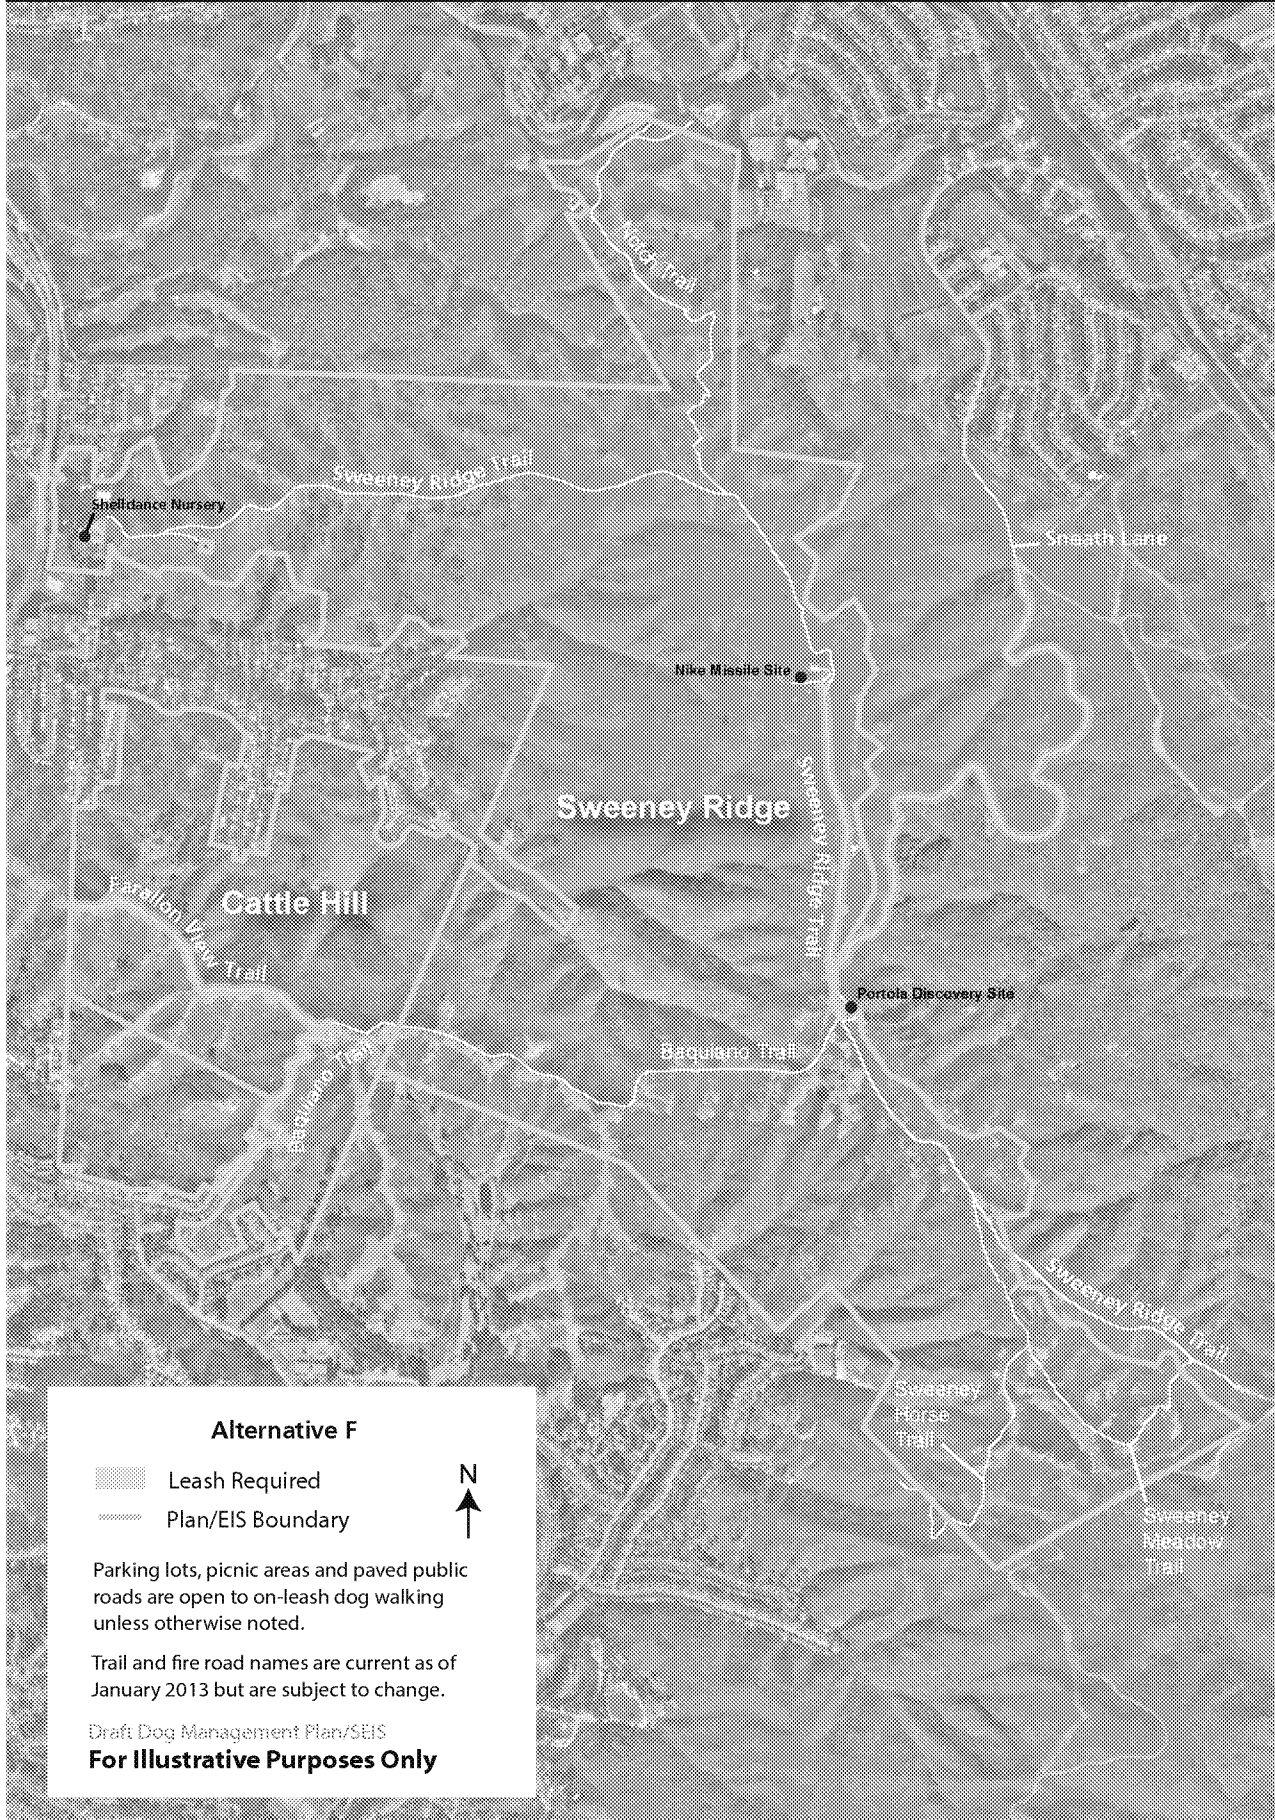 Notch Trail
Sweeney Ridge Trail
Shelldance Nursery
Sneath Lane
Nike Missile Site
Sweeney Ridge Trail
Sweeney Ridge
Farallon View Trail
Cattle Hill
Portola Discovery Site
Baquiano Trail
Baquiano Trail
Sweeney Ridge Trail
Sweeney
Horse
Trail
Sweeney
Meadow
Trail
Alternative F
Leash Required
N
Plan/EIS Boundary
Parking lots, picnic areas and paved public
roads are open to on-leash dog walking
unless otherwise noted.
Trail and fire road names are current as of
January 2013 but are subject to change.
Draft Dog Management Plan/SEIS
For Illustrative Purposes Only